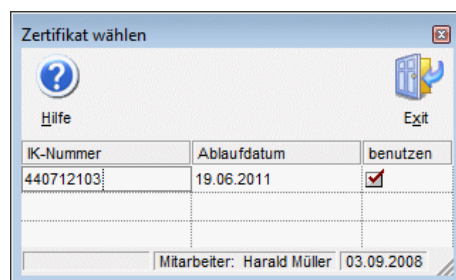 Zertifikat wählen
Hilfe Exit
IK-Nummer Ablaufdatum benutzen
440712103 19.06.2011
Mitarbeiter: Harald Müller 03.09.2008